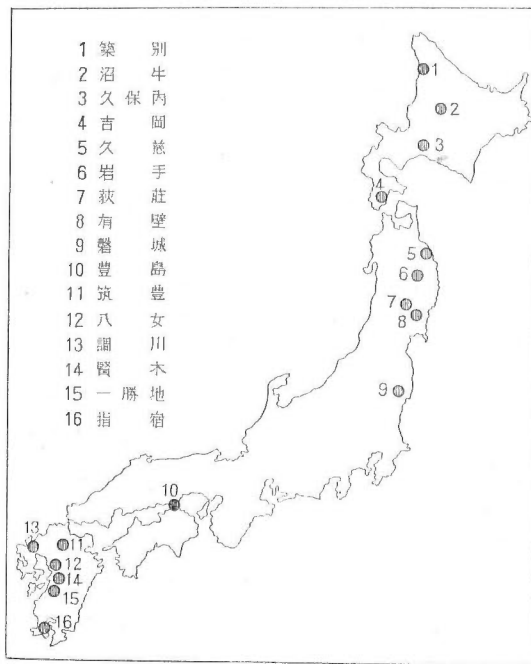 1 築別
2 沼牛
3 久保内
4 吉岡
5 久慈
6 岩手
7 荻莊
8 有壁
9 磐城
10 豊島
11 筑豊
12 八女
13 調川
14 賢木
15 一勝地
16 指宿
1
2
3
4
5
6
7
8
9
10
13
11
12
14
15
16